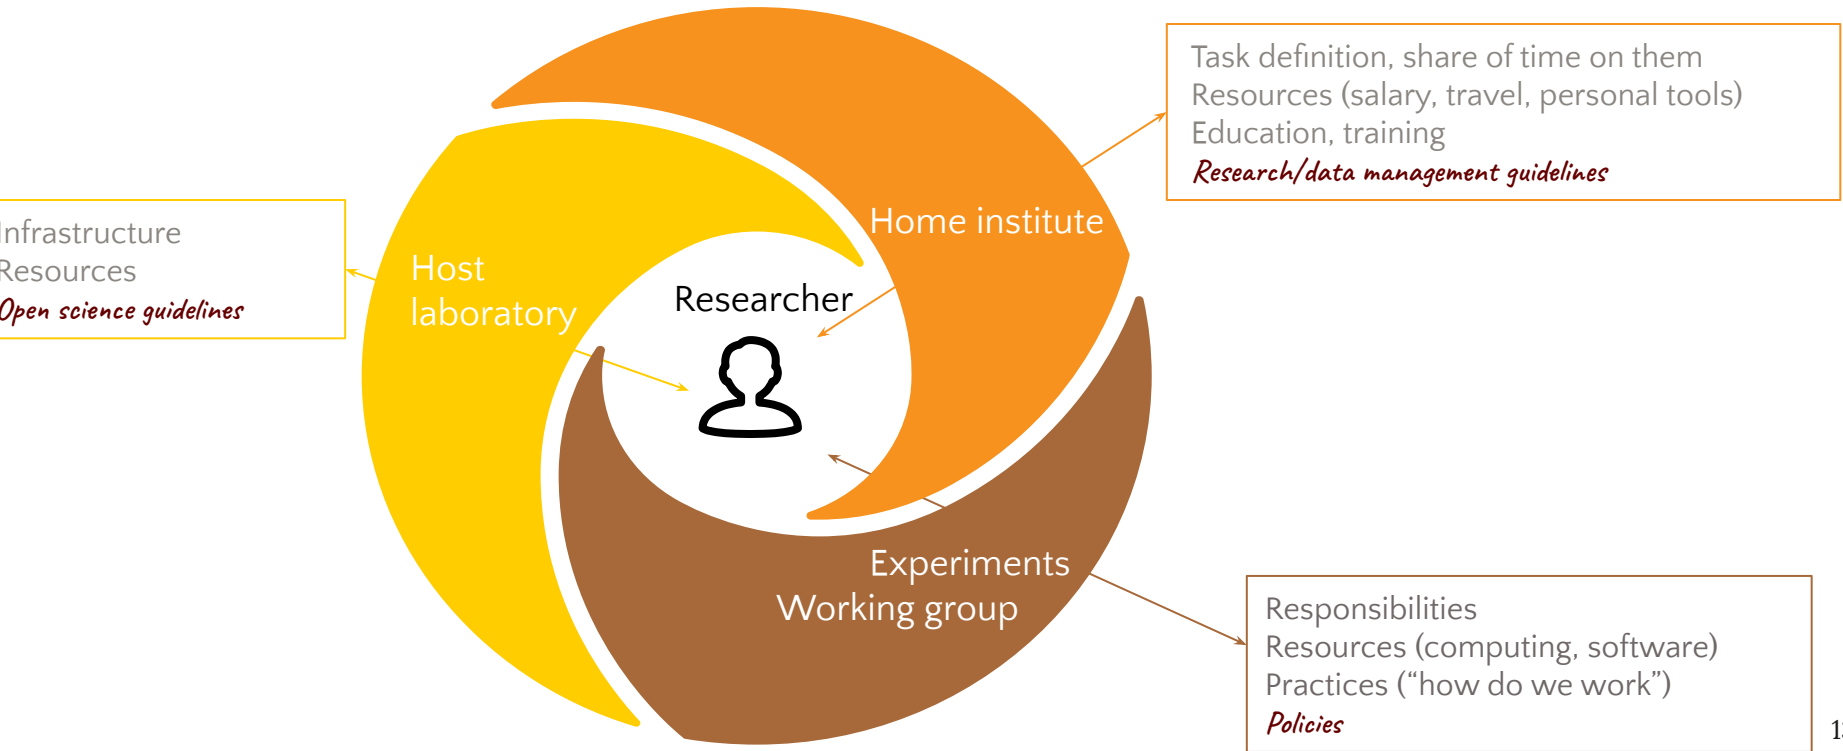 Task definition, share of time on them
Resources (salary, travel, personal tools)
Education, training
Research/data management guidelines
Home institute
Infrastructure
Resources
Open science guidelines
Host
laboratory
Researcher
Experiments
Working group
Responsibilities
Resources (computing, software)
Practices (“how do we work”)
Policies